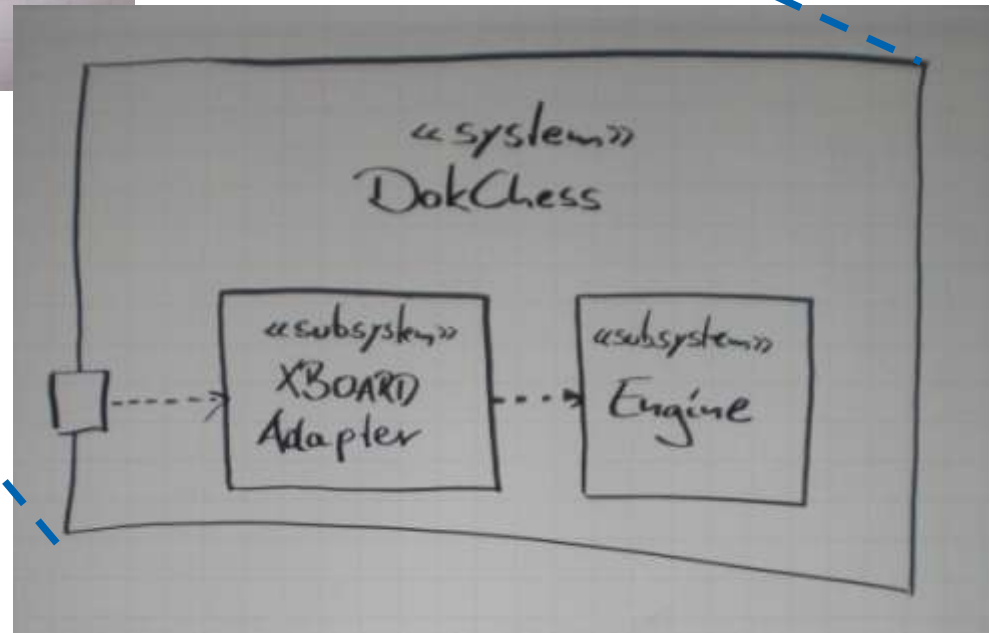 «system»
DokChess
«subsystem»
XBOARD
Adapter
«subsystem»
Engine